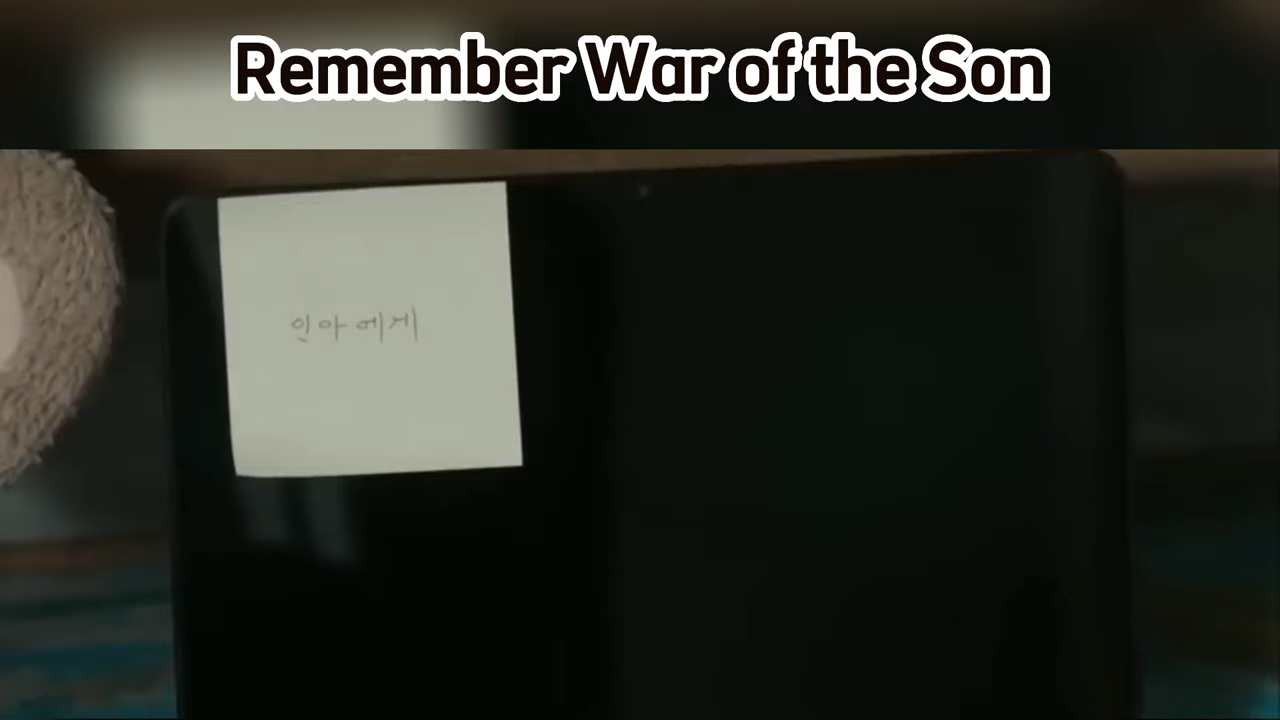 Remember War of the Son
인아에게